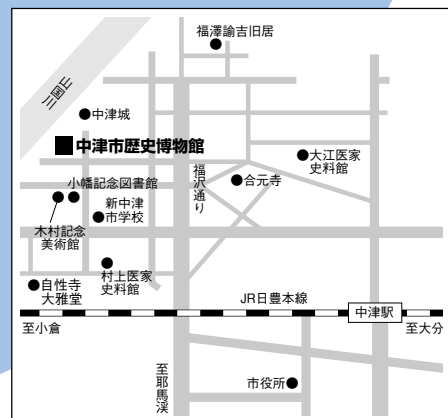 福澤諭吉旧居
山国川
中津城
中津市歴史博物館
大江医家
史料館
福沢通り
合元寺
小幡記念図書館
新中津
市学校
木村記念
美術館
村上医家
史料館
自性寺
大雅堂
JR日豊本線
中津駅
至小倉
至大分
至耶馬渓
市役所